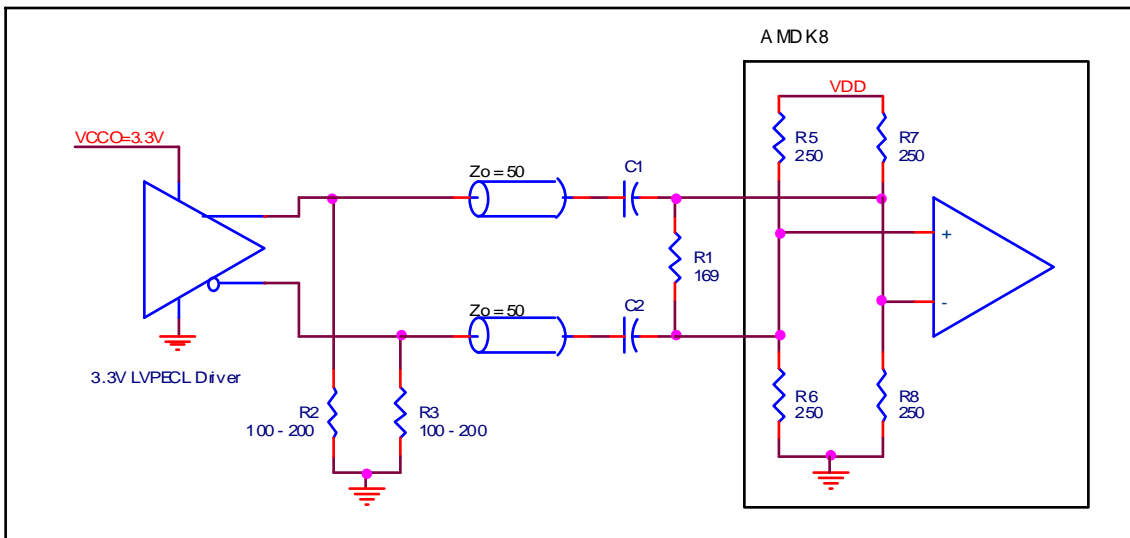 AMDK8
VDD
VCCO=3.3V
R5
250
R7
250
Zo = 50
C1
+
R1
169
-
Zo = 50
C2
3.3V LVPECL Driver
R2
100 - 200
R3
100 - 200
R6
250
R8
250